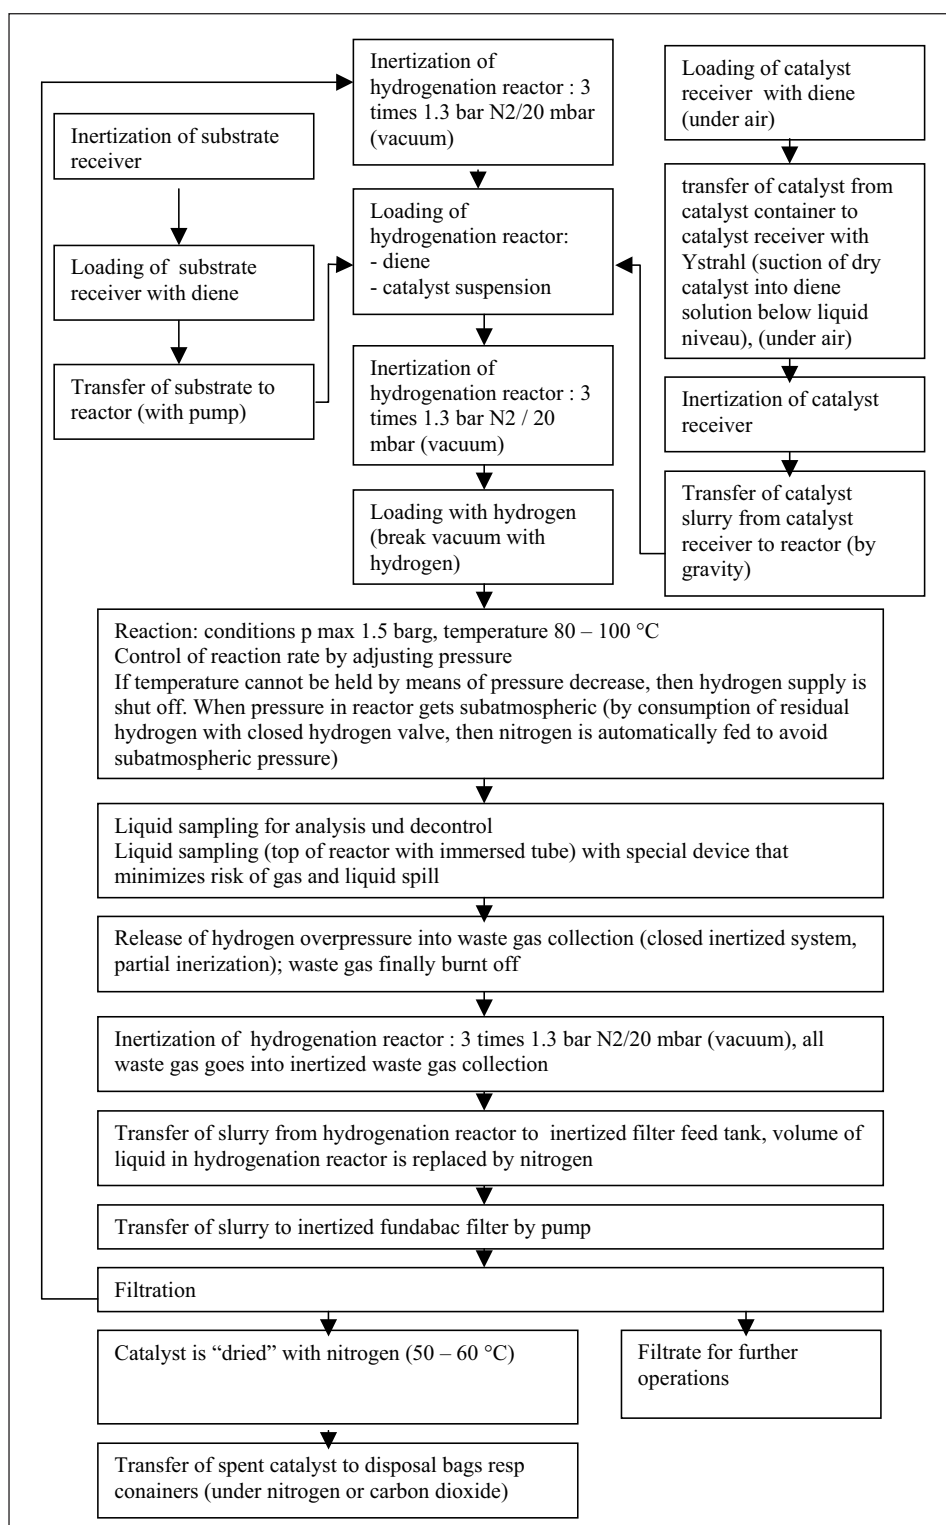 Inertization of
hydrogenation reactor : 3
times 1.3 bar N2/20 mbar
(vacuum)
Loading of catalyst
receiver  with diene
(under air)
Inertization of substrate
receiver
transfer of catalyst from
catalyst container to
catalyst receiver with
Ystrahl (suction of dry
catalyst into diene
solution below liquid
niveau), (under air)
Loading of
hydrogenation reactor:
- diene
- catalyst suspension
Loading of  substrate
receiver with diene
Inertization of
hydrogenation reactor : 3
times 1.3 bar N2 / 20
mbar (vacuum)
Transfer of substrate to
reactor (with pump)
Inertization of catalyst
receiver
Loading with hydrogen
(break vacuum with
hydrogen)
Transfer of catalyst
slurry from catalyst
receiver to reactor (by
gravity)
Reaction: conditions p max 1.5 barg, temperature 80 – 100 °C
Control of reaction rate by adjusting pressure
If temperature cannot be held by means of pressure decrease, then hydrogen supply is
shut off. When pressure in reactor gets subatmospheric (by consumption of residual
hydrogen with closed hydrogen valve, then nitrogen is automatically fed to avoid
subatmospheric pressure)
Liquid sampling for analysis und decontrol
Liquid sampling (top of reactor with immersed tube) with special device that
minimizes risk of gas and liquid spill
Release of hydrogen overpressure into waste gas collection (closed inertized system,
partial inerization); waste gas finally burnt off
Inertization of  hydrogenation reactor : 3 times 1.3 bar N2/20 mbar (vacuum), all
waste gas goes into inertized waste gas collection
Transfer of slurry from hydrogenation reactor to  inertized filter feed tank, volume of
liquid in hydrogenation reactor is replaced by nitrogen
Transfer of slurry to inertized fundabac filter by pump
Filtration
Catalyst is “dried” with nitrogen (50 – 60 °C)
Filtrate for further
operations
Transfer of spent catalyst to disposal bags resp
conainers (under nitrogen or carbon dioxide)